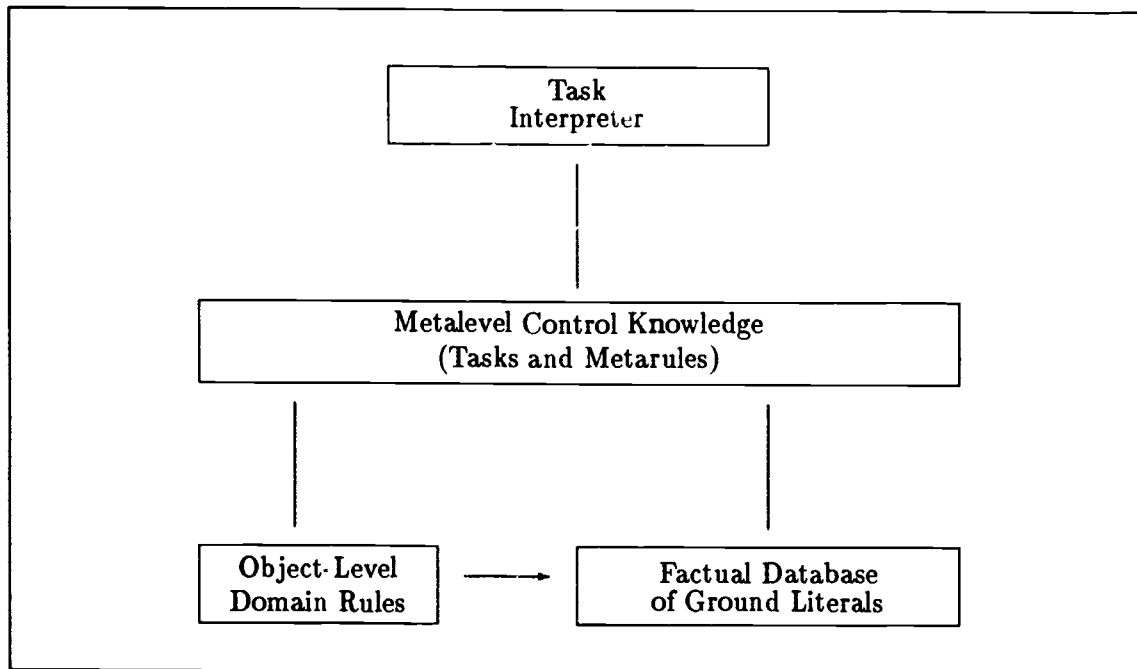 Task
Interpreter
Metalevel Control Knowledge
(Tasks and Metarules)
Object-Level
Domain Rules
Factual Database
of Ground Literals